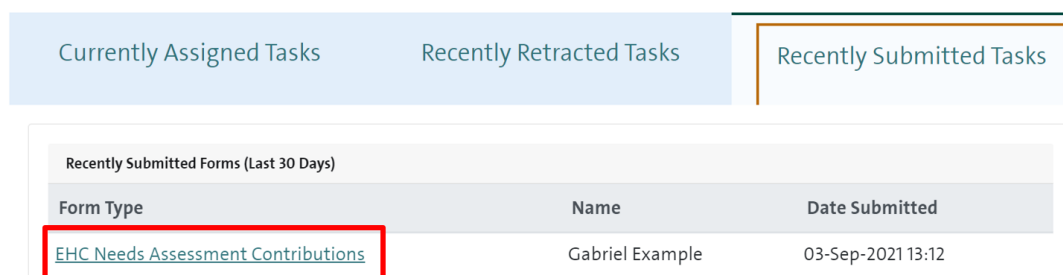 Currently Assigned Tasks Recently Retracted Tasks Recently Submitted Tasks
Recently Submitted Forms (Last 30 Days)
Form Type Name Date Submitted
EHC Needs Assessment Contributions Gabriel Example 03-Sep-2021 13:12